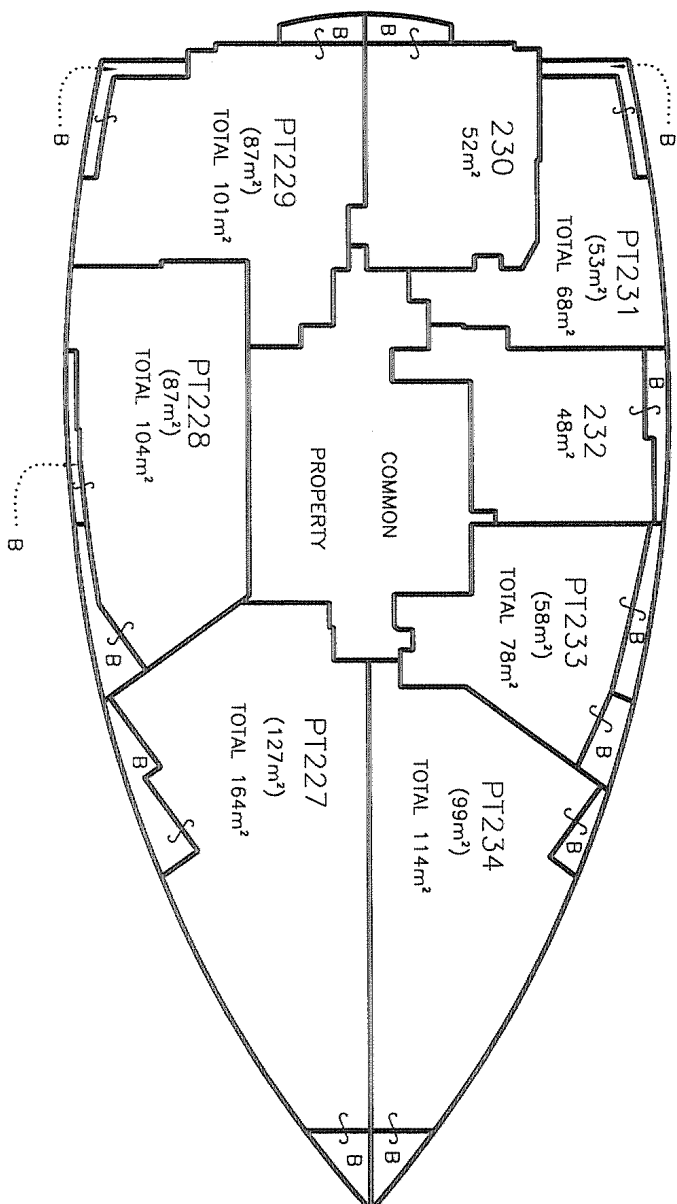 B
B
PT231
(53m²)
TOTAL 68m²
B
B
232
48m²
PT233
(58m²)
TOTAL 78m²
B
230
52m²
PT234
(99m²)
TOTAL 114m²
B
B
COMMON
PROPERTY
B
B
PT229
(87m²)
TOTAL 101m²
PT227
(127m²)
TOTAL 164m²
PT228
(87m²)
TOTAL 104m²
B
B
B
B